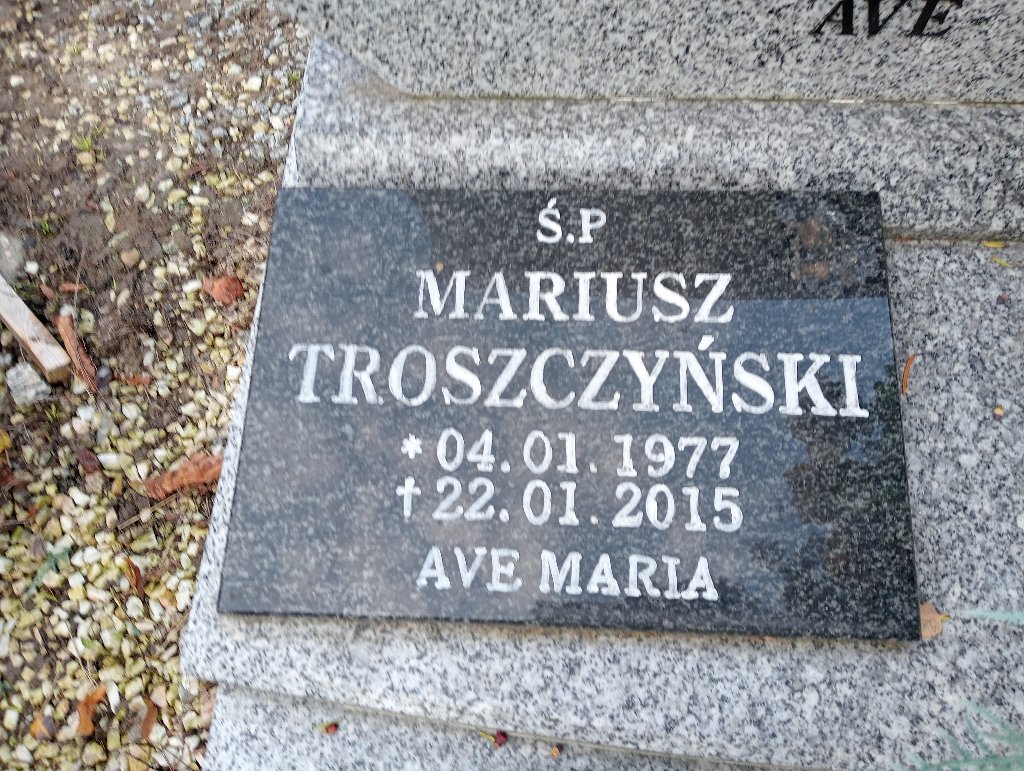 AVE
Ś.P
MARIUSZ
TROSZCZYŃSKI
* 04.01.1977
† 22.01.2015
AVE MARIA